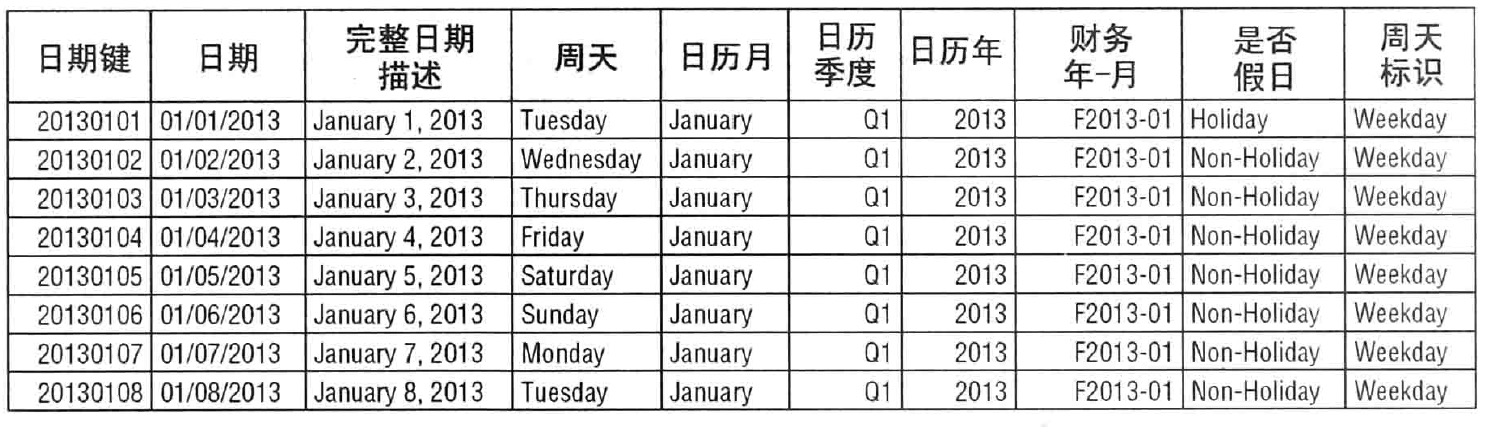 日期键 日期 完整日期描述 周天 日历月 日历季度 日历年 财务年-月 是否假日 周天标识
20130101 01/01/2013 January 1, 2013 Tuesday January Q1 2013 F2013-01 Holiday Weekday
20130102 01/02/2013 January 2, 2013 Wednesday January Q1 2013 F2013-01 Non-Holiday Weekday
20130103 01/03/2013 January 3, 2013 Thursday January Q1 2013 F2013-01 Non-Holiday Weekday
20130104 01/04/2013 January 4, 2013 Friday January Q1 2013 F2013-01 Non-Holiday Weekday
20130105 01/05/2013 January 5, 2013 Saturday January Q1 2013 F2013-01 Non-Holiday Weekday
20130106 01/06/2013 January 6, 2013 Sunday January Q1 2013 F2013-01 Non-Holiday Weekday
20130107 01/07/2013 January 7, 2013 Monday January Q1 2013 F2013-01 Non-Holiday Weekday
20130108 01/08/2013 January 8, 2013 Tuesday January Q1 2013 F2013-01 Non-Holiday Weekday